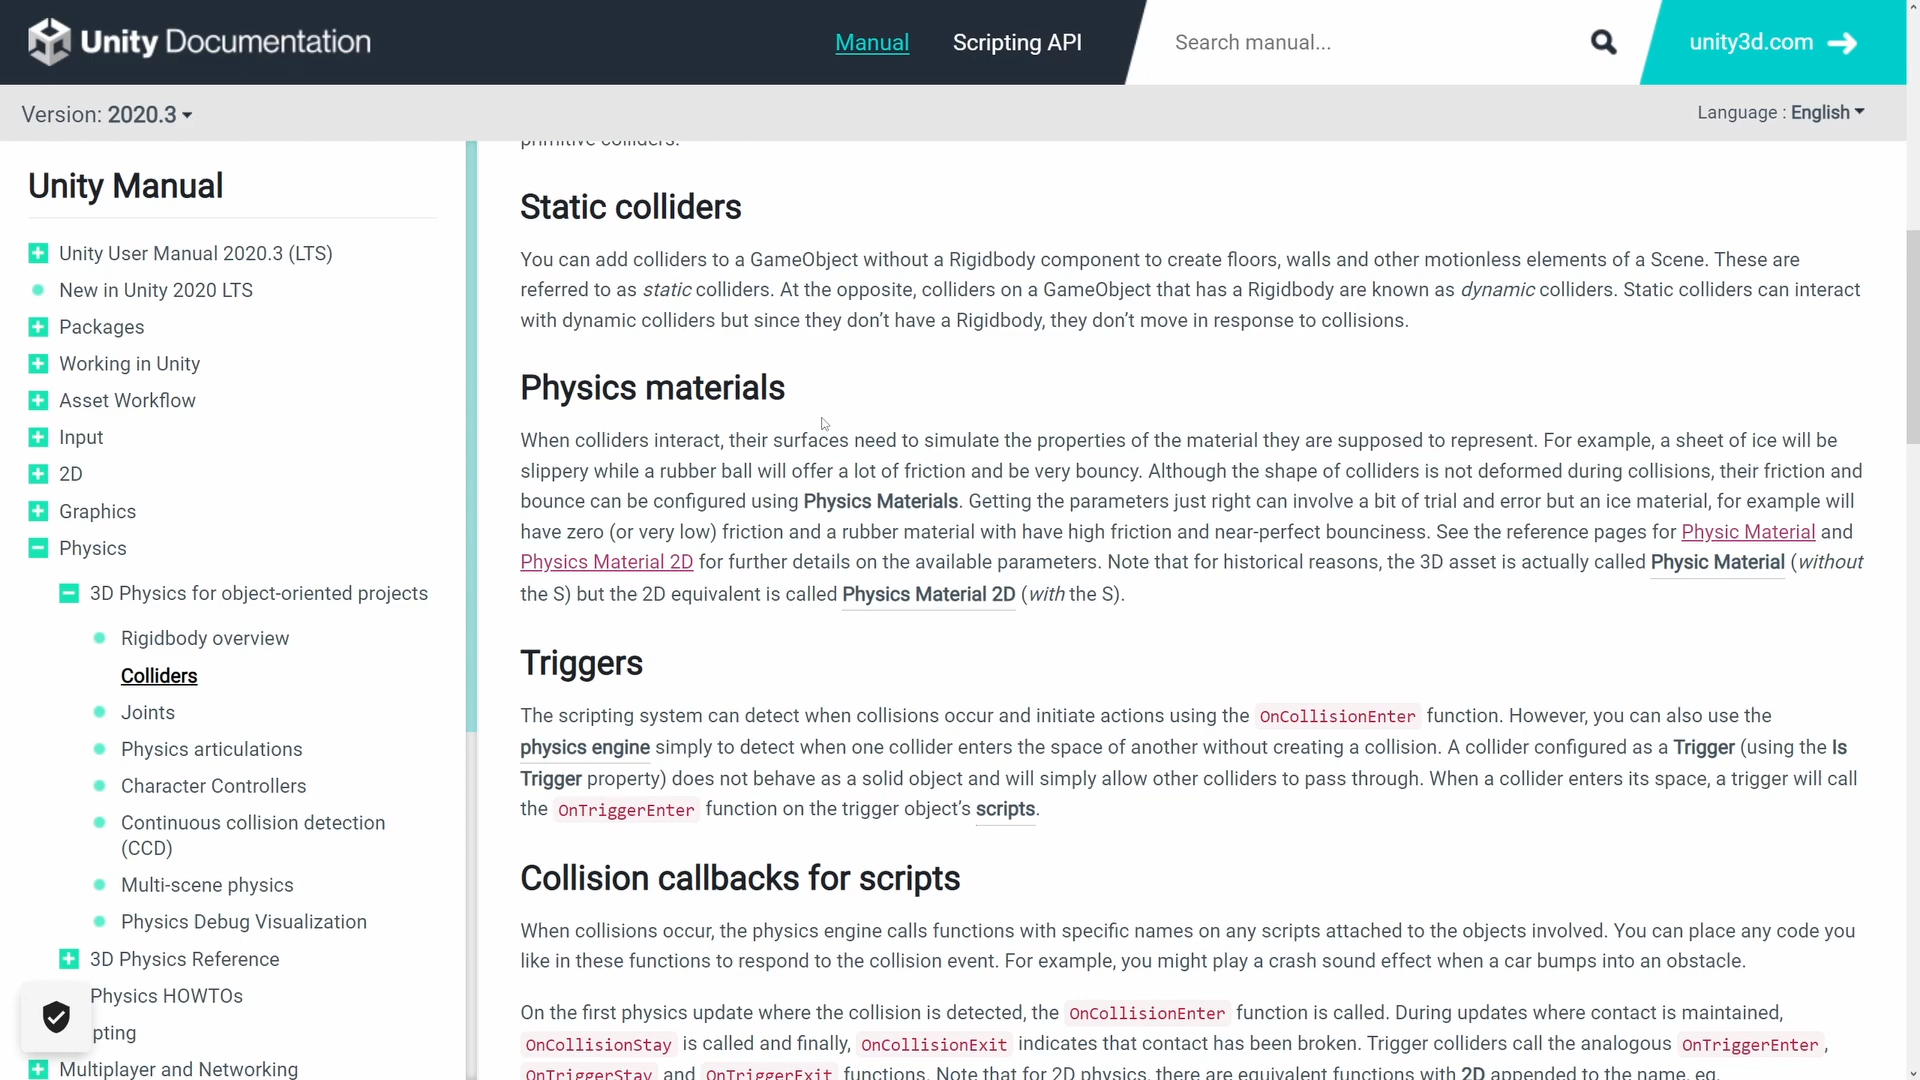 Unity Documentation
Manual
Scripting API
Search manual...
unity3d.com
Version: 2020.3
Language : English
Unity Manual
Unity User Manual 2020.3 (LTS)
New in Unity 2020 LTS
Packages
Working in Unity
Asset Workflow
Input
2D
Graphics
Physics
3D Physics for object-oriented projects
Rigidbody overview
Colliders
Joints
Physics articulations
Character Controllers
Continuous collision detection
(CCD)
Multi-scene physics
Physics Debug Visualization
3D Physics Reference
Physics HOWTOs
pting
Multiplayer and Networking
primitive colliders.
Static colliders
You can add colliders to a GameObject without a Rigidbody component to create floors, walls and other motionless elements of a Scene. These are
referred to as static colliders. At the opposite, colliders on a GameObject that has a Rigidbody are known as dynamic colliders. Static colliders can interact
with dynamic colliders but since they don’t have a Rigidbody, they don’t move in response to collisions.
Physics materials
When colliders interact, their surfaces need to simulate the properties of the material they are supposed to represent. For example, a sheet of ice will be
slippery while a rubber ball will offer a lot of friction and be very bouncy. Although the shape of colliders is not deformed during collisions, their friction and
bounce can be configured using Physics Materials. Getting the parameters just right can involve a bit of trial and error but an ice material, for example will
have zero (or very low) friction and a rubber material with have high friction and near-perfect bounciness. See the reference pages for Physic Material and
Physics Material 2D for further details on the available parameters. Note that for historical reasons, the 3D asset is actually called Physic Material (without
the S) but the 2D equivalent is called Physics Material 2D (with the S).
Triggers
The scripting system can detect when collisions occur and initiate actions using the OnCollisionEnter function. However, you can also use the
physics engine simply to detect when one collider enters the space of another without creating a collision. A collider configured as a Trigger (using the Is
Trigger property) does not behave as a solid object and will simply allow other colliders to pass through. When a collider enters its space, a trigger will call
the OnTriggerEnter function on the trigger object’s scripts.
Collision callbacks for scripts
When collisions occur, the physics engine calls functions with specific names on any scripts attached to the objects involved. You can place any code you
like in these functions to respond to the collision event. For example, you might play a crash sound effect when a car bumps into an obstacle.
On the first physics update where the collision is detected, the OnCollisionEnter function is called. During updates where contact is maintained,
OnCollisionStay is called and finally, OnCollisionExit indicates that contact has been broken. Trigger colliders call the analogous OnTriggerEnter ,
OnTriggerStay and OnTriggerExit functions. Note that for 2D physics, there are equivalent functions with 2D appended to the name, eg,